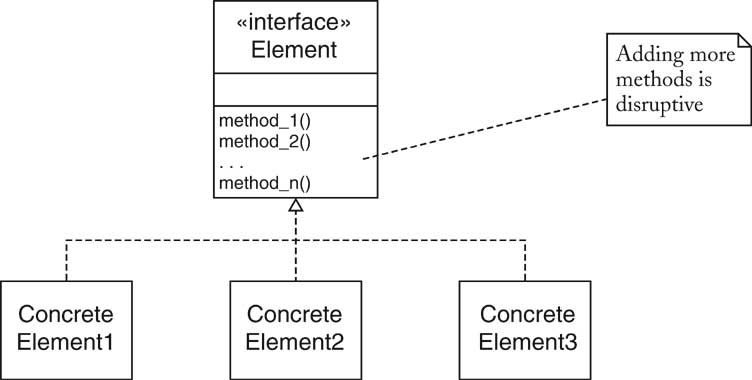 «interface»
Element
method_1()
method_2()
. . .
method_n()
Adding more
methods is
disruptive
Concrete
Element1
Concrete
Element2
Concrete
Element3